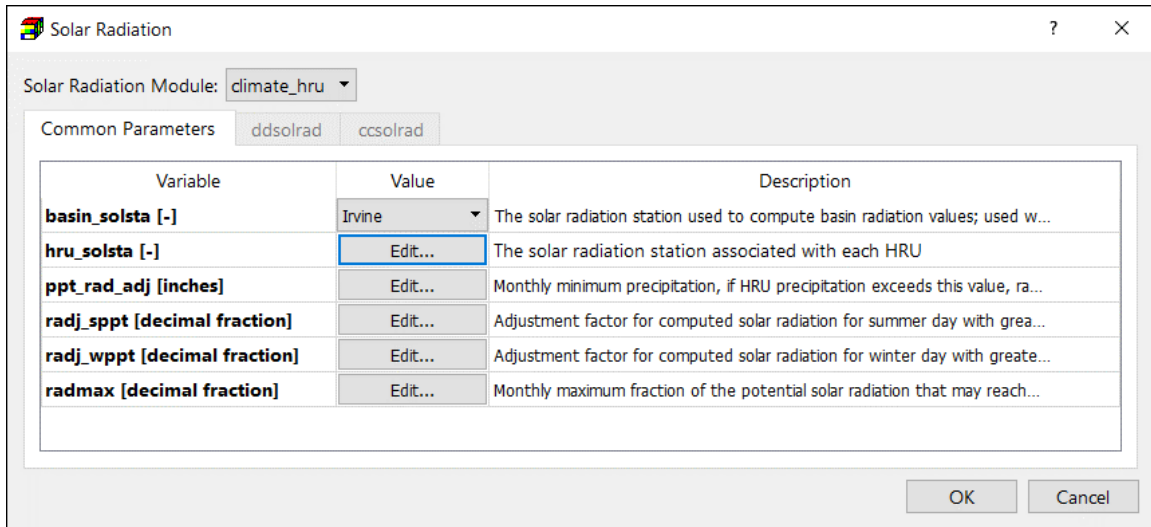 Solar Radiation ? ×
Solar Radiation Module: climate_hru
Common Parameters ddsolrad ccsolrad
Variable Value Description
basin_solsta [-] Irvine The solar radiation station used to compute basin radiation values; used w...
hru_solsta [-] Edit... The solar radiation station associated with each HRU
ppt_rad_adj [inches] Edit... Monthly minimum precipitation, if HRU precipitation exceeds this value, ra...
radj_sppt [decimal fraction] Edit... Adjustment factor for computed solar radiation for summer day with grea...
radj_wppt [decimal fraction] Edit... Adjustment factor for computed solar radiation for winter day with greate...
radmax [decimal fraction] Edit... Monthly maximum fraction of the potential solar radiation that may reach...
OK Cancel